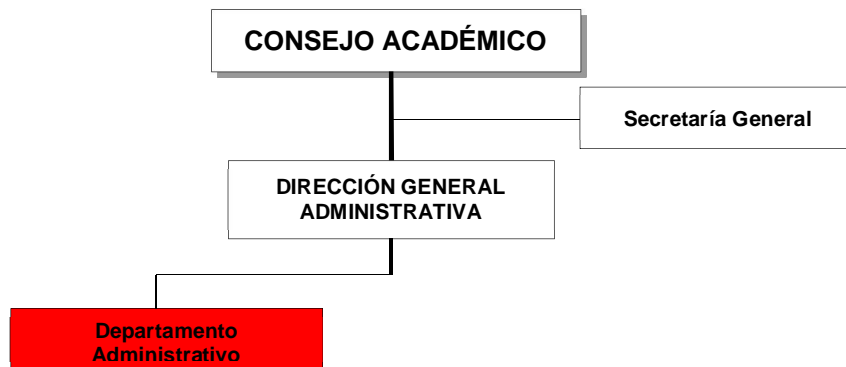 CONSEJO ACADÉMICO
Secretaría General
DIRECCIÓN GENERAL
ADMINISTRATIVA
Departamento
Administrativo